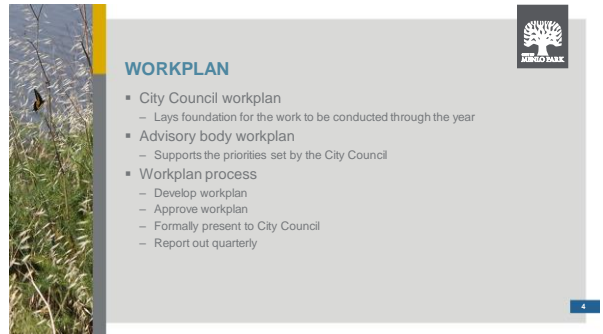 CITY OF
MENLO PARK
WORKPLAN
▪ City Council workplan
– Lays foundation for the work to be conducted through the year
▪ Advisory body workplan
– Supports the priorities set by the City Council
▪ Workplan process
– Develop workplan
– Approve workplan
– Formally present to City Council
– Report out quarterly
4